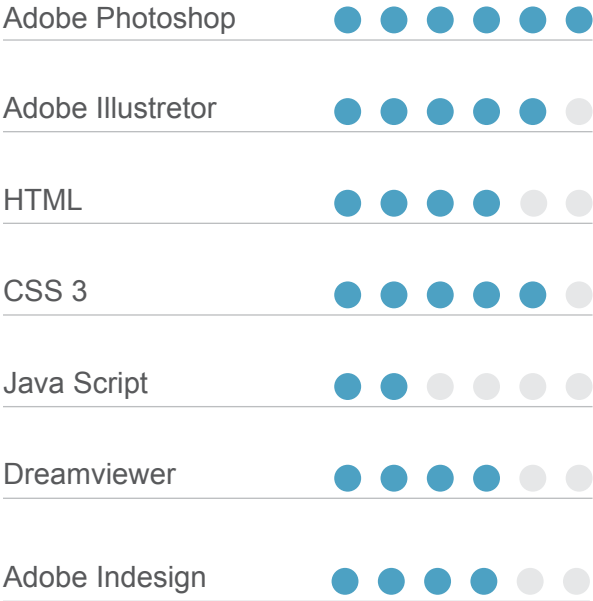 Adobe Photoshop
Adobe Illustretor
HTML
CSS 3
Java Script
Dreamviewer
Adobe Indesign